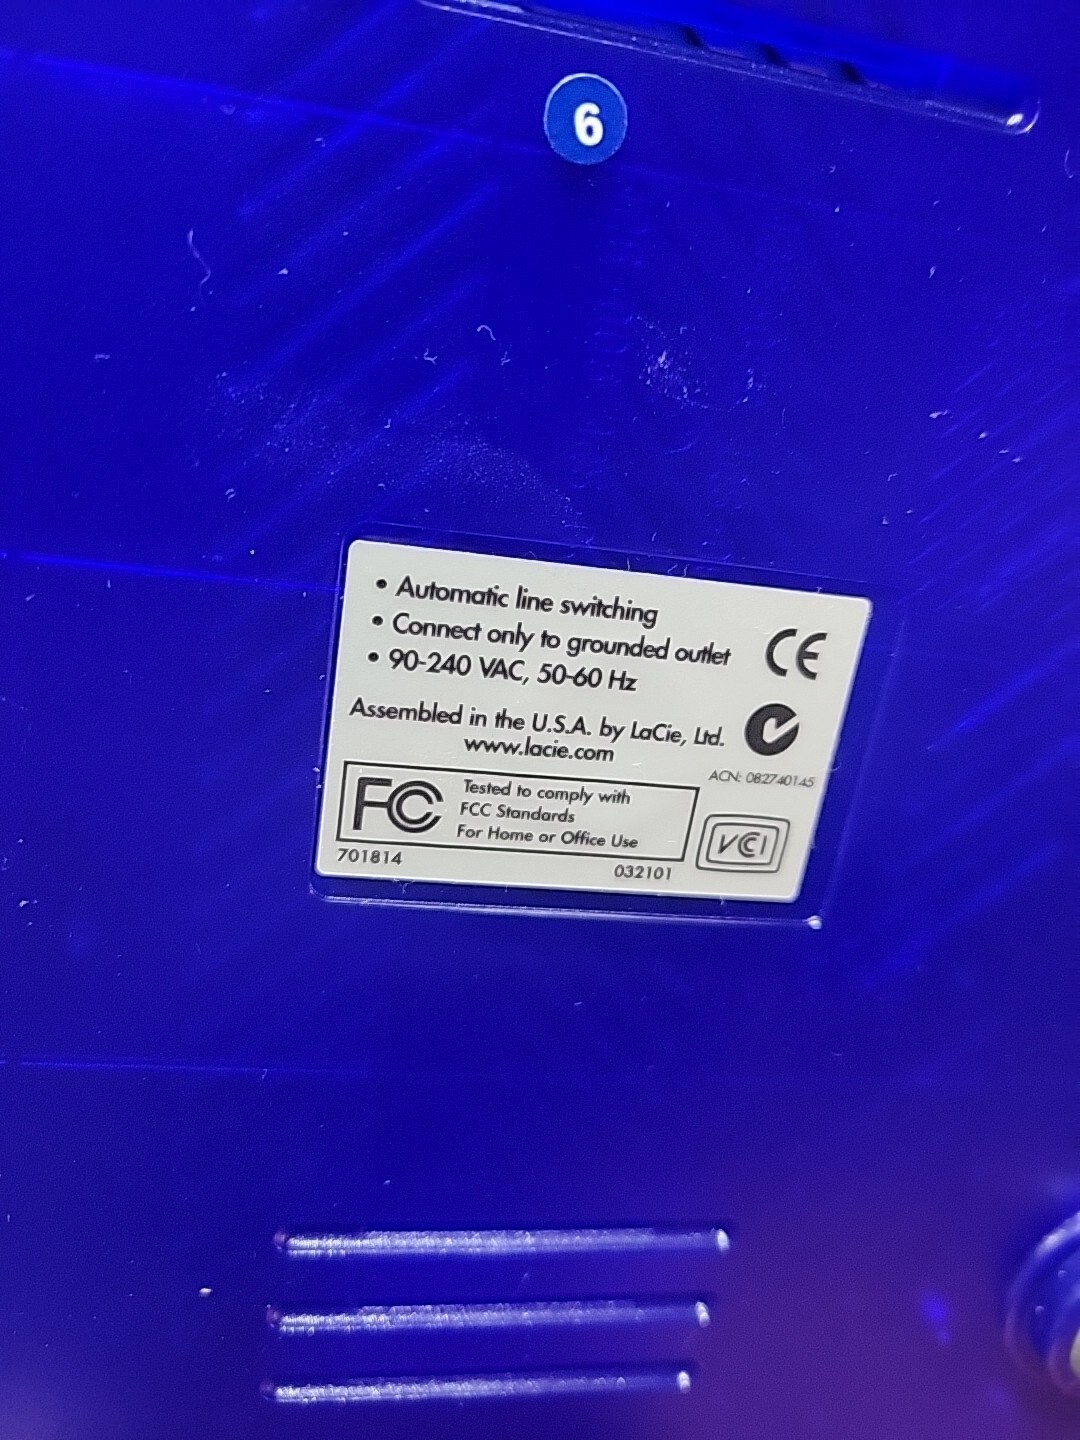 6
• Automatic line switching
• Connect only to grounded outlet
• 90-240 VAC, 50-60 Hz
CE
Assembled in the U.S.A. by LaCie, Ltd.
www.lacie.com
ACN: 082740145
FC
Tested to comply with
FCC Standards
For Home or Office Use
VCI
701814
032101